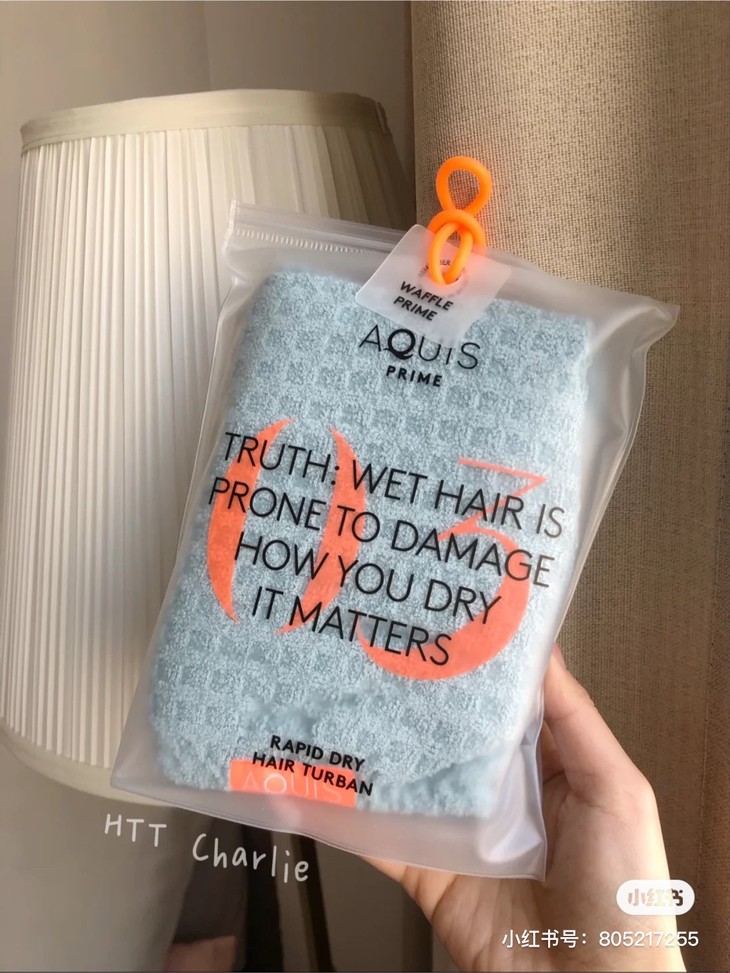 WAFFLE
PRIME
AQUIS
PRIME
03
TRUTH: WET HAIR IS
PRONE TO DAMAGE
HOW YOU DRY
IT MATTERS
RAPID DRY
HAIR TURBAN
AQUIS
HTT Charlie
小红书
小红书号: 805217255